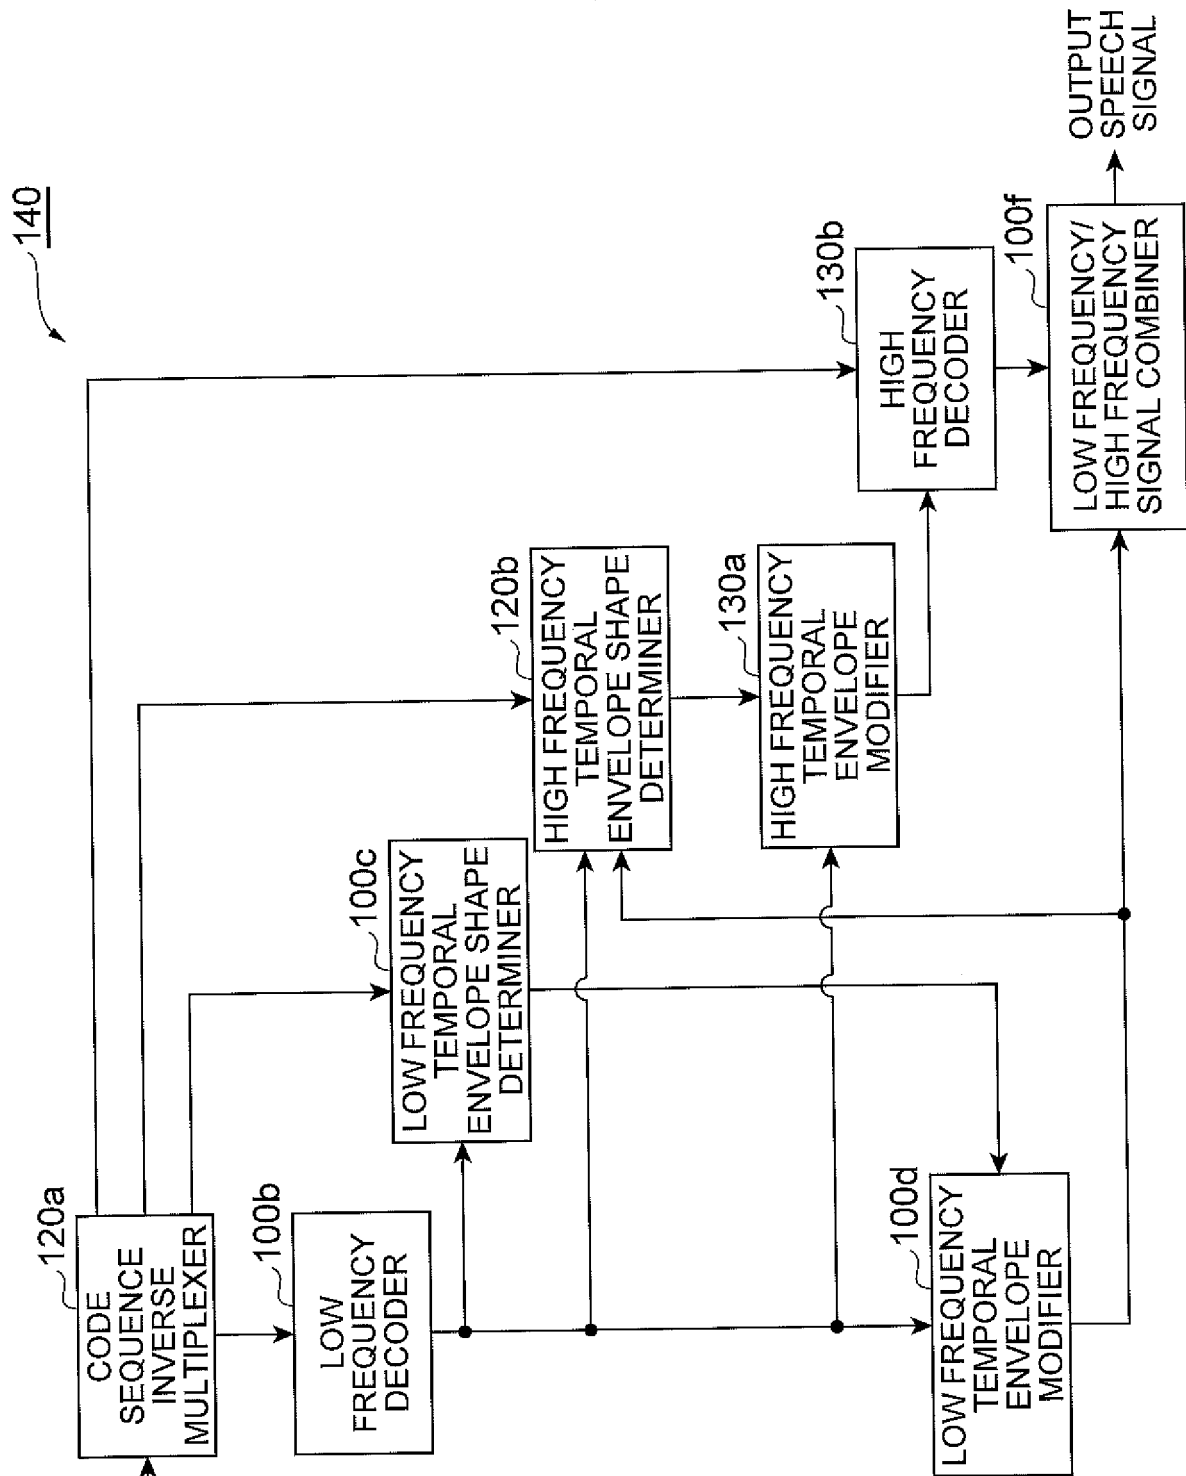 140
120a
CODE
SEQUENCE
INVERSE
MULTIPLEXER
100b
LOW
FREQUENCY
DECODER
100c
LOW FREQUENCY
TEMPORAL
ENVELOPE SHAPE
DETERMINER
120b
HIGH FREQUENCY
TEMPORAL
ENVELOPE SHAPE
DETERMINER
130a
HIGH FREQUENCY
TEMPORAL
ENVELOPE
MODIFIER
130b
HIGH
FREQUENCY
DECODER
100d
LOW FREQUENCY
TEMPORAL
ENVELOPE
MODIFIER
100f
LOW FREQUENCY/
HIGH FREQUENCY
SIGNAL COMBINER
OUTPUT
SPEECH
SIGNAL